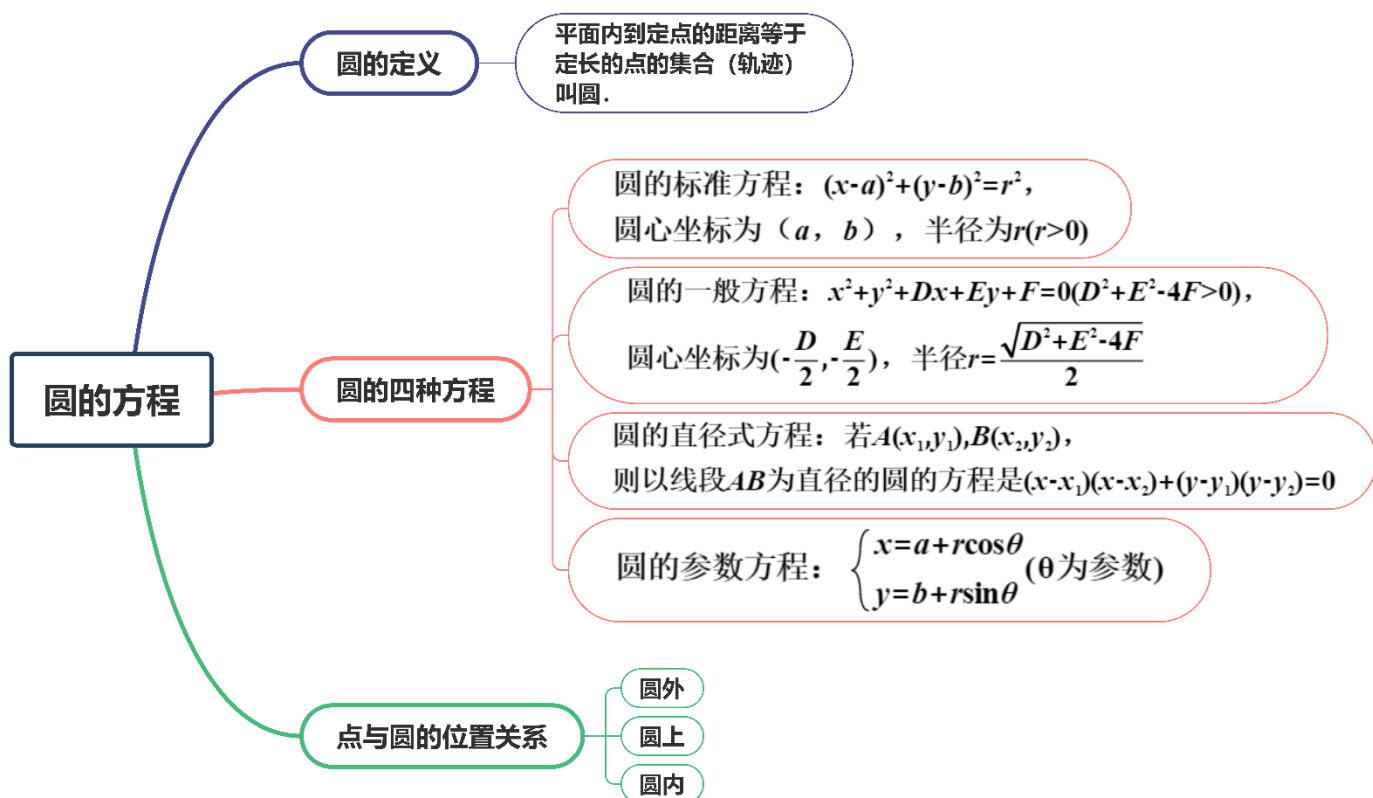 圆的方程
圆的定义
平面内到定点的距离等于
定长的点的集合（轨迹）
叫圆.
圆的四种方程
圆的标准方程：(x-a)²+(y-b)²=r²，
圆心坐标为（a，b），半径为r(r>0)
圆的一般方程：x²+y²+Dx+Ey+F=0(D²+E²-4F>0)，
圆心坐标为(-D/2,-E/2)，半径r=√(D²+E²-4F)/2
圆的直径式方程：若A(x₁,y₁),B(x₂,y₂)，
则以线段AB为直径的圆的方程是(x-x₁)(x-x₂)+(y-y₁)(y-y₂)=0
圆的参数方程：{x=a+rcosθ
y=b+rsinθ (θ为参数)
点与圆的位置关系
圆外
圆上
圆内